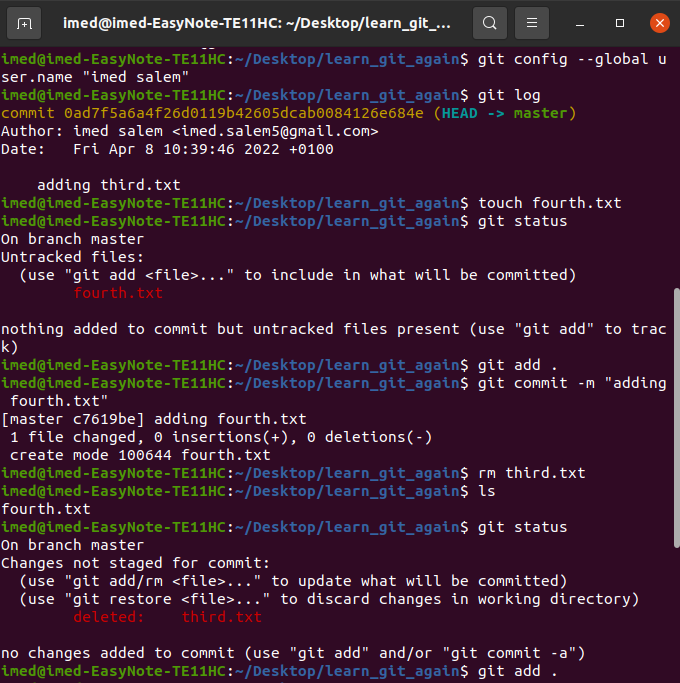 imed@imed-EasyNote-TE11HC: ~/Desktop/learn_git_...
imed@imed-EasyNote-TE11HC:~/Desktop/learn_git_again$ git config --global u
ser.name "imed salem"
imed@imed-EasyNote-TE11HC:~/Desktop/learn_git_again$ git log
commit 0ad7f5a6a4f26d0119b42605dcab0084126e684e (HEAD -> master)
Author: imed salem <imed.salem5@gmail.com>
Date:   Fri Apr 8 10:39:46 2022 +0100
    adding third.txt
imed@imed-EasyNote-TE11HC:~/Desktop/learn_git_again$ touch fourth.txt
imed@imed-EasyNote-TE11HC:~/Desktop/learn_git_again$ git status
On branch master
Untracked files:
  (use "git add <file>..." to include in what will be committed)
        fourth.txt
nothing added to commit but untracked files present (use "git add" to trac
k)
imed@imed-EasyNote-TE11HC:~/Desktop/learn_git_again$ git add .
imed@imed-EasyNote-TE11HC:~/Desktop/learn_git_again$ git commit -m "adding
 fourth.txt"
[master c7619be] adding fourth.txt
 1 file changed, 0 insertions(+), 0 deletions(-)
 create mode 100644 fourth.txt
imed@imed-EasyNote-TE11HC:~/Desktop/learn_git_again$ rm third.txt
imed@imed-EasyNote-TE11HC:~/Desktop/learn_git_again$ ls
fourth.txt
imed@imed-EasyNote-TE11HC:~/Desktop/learn_git_again$ git status
On branch master
Changes not staged for commit:
  (use "git add/rm <file>..." to update what will be committed)
  (use "git restore <file>..." to discard changes in working directory)
        deleted:    third.txt
no changes added to commit (use "git add" and/or "git commit -a")
imed@imed-EasyNote-TE11HC:~/Desktop/learn_git_again$ git add .